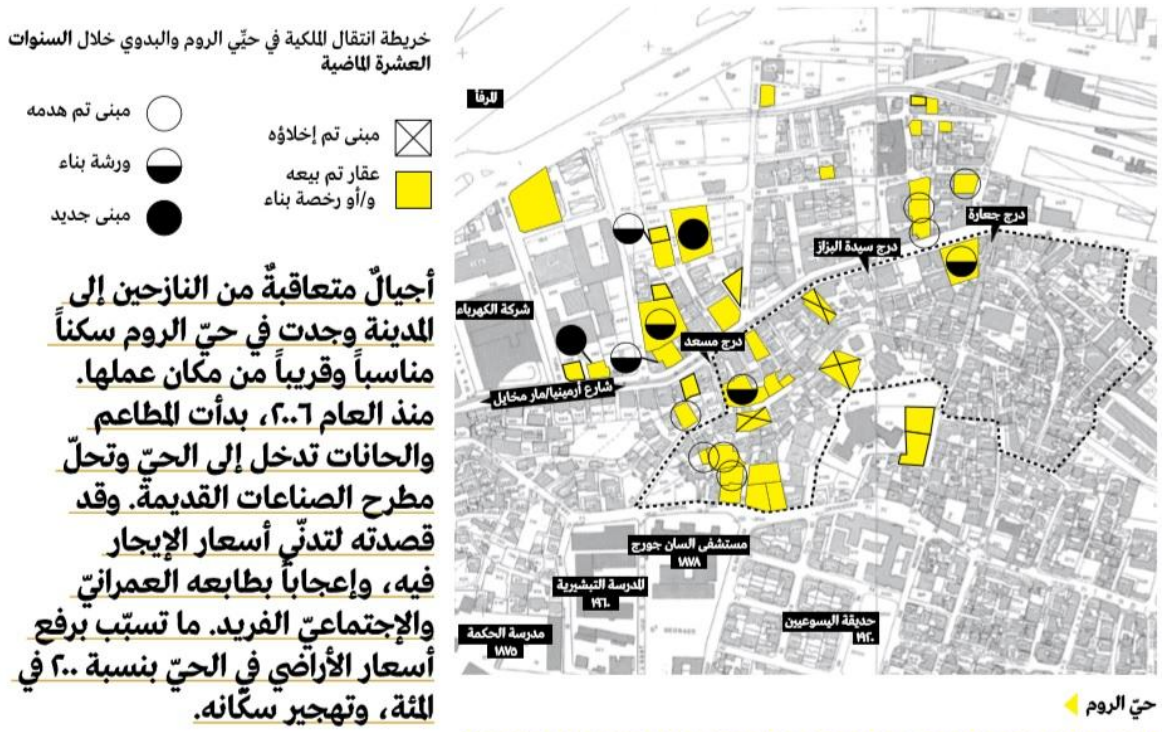 خريطة انتقال الملكية في حيّي الروم والبدوي خلال السنوات
العشرة الماضية
مبنى تم إخلاؤه
عقار تم بيعه
و/أو رخصة بناء
مبنى تم هدمه
ورشة بناء
مبنى جديد
أجيالٌ متعاقبةٌ من النازحين إلى
المدينة وجدت في حيّ الروم سكناً
مناسباً وقريباً من مكان عملها.
منذ العام ٢٠٠٦، بدأت المطاعم
والحانات تدخل إلى الحيّ وتحلّ
مطرح الصناعات القديمة. وقد
قصدته لتدنّي أسعار الإيجار
فيه، وإعجاباً بطابعه العمرانيّ
والإجتماعيّ الفريد. ما تسبّب برفع
أسعار الأراضي في الحيّ بنسبة ٢٠٠ في
المئة، وتهجير سكّانه.
المرفأ
درج جعارة
درج سيدة البزاز
شركة الكهرباء
درج مسعد
شارع أرمينيا/مار مخايل
مستشفى السان جورج
١٨٧٨
المدرسة التبشيرية
١٩٦٠
حديقة اليسوعيين
١٩٢٠
مدرسة الحكمة
١٨٧٥
حيّ الروم